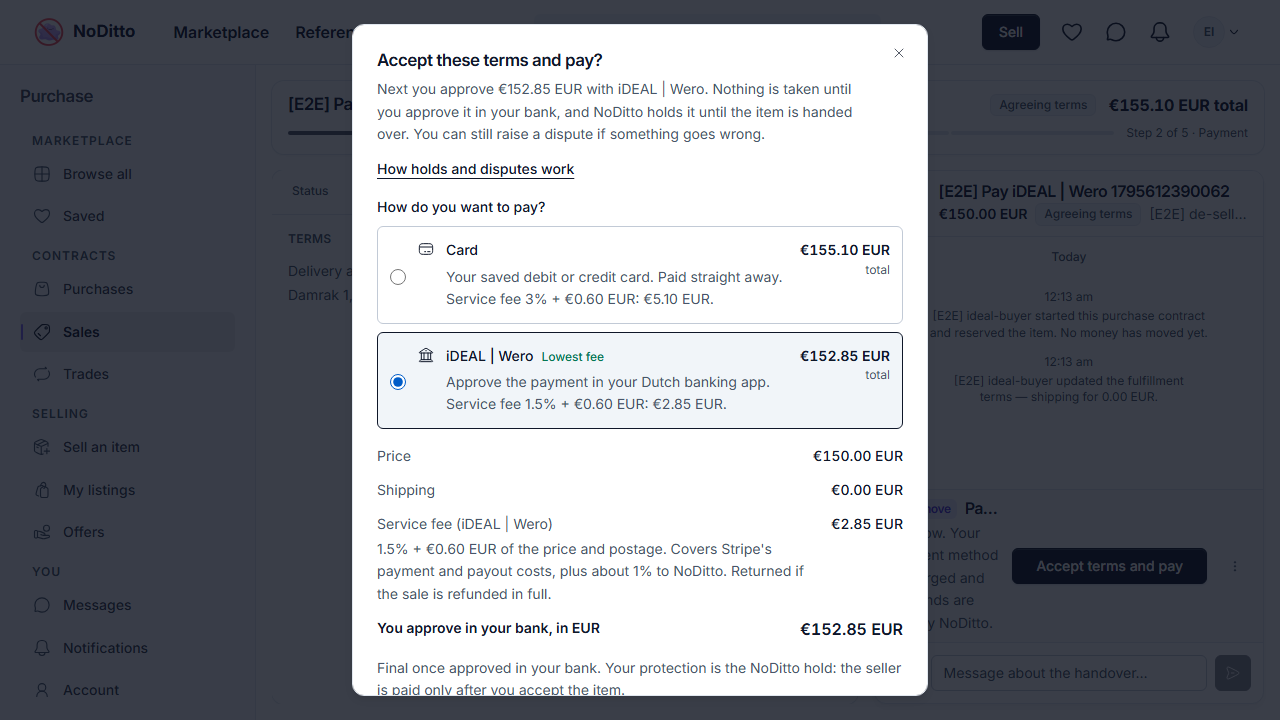 NoDitto
Marketplace
Sell
EI
Purchase
MARKETPLACE
Browse all
Saved
CONTRACTS
Purchases
Sales
Trades
SELLING
Sell an item
My listings
Offers
YOU
Messages
Notifications
Account
Agreeing terms
€155.10 EUR total
Step 2 of 5 · Payment
Status
TERMS
Accept these terms and pay?
Next you approve €152.85 EUR with iDEAL | Wero. Nothing is taken until
you approve it in your bank, and NoDitto holds it until the item is handed
over. You can still raise a dispute if something goes wrong.
How holds and disputes work
How do you want to pay?
Card
€155.10 EUR
total
Your saved debit or credit card. Paid straight away.
Service fee 3% + €0.60 EUR: €5.10 EUR.
iDEAL | Wero Lowest fee
€152.85 EUR
total
Approve the payment in your Dutch banking app.
Service fee 1.5% + €0.60 EUR: €2.85 EUR.
Price €150.00 EUR
Shipping €0.00 EUR
Service fee (iDEAL | Wero) €2.85 EUR
1.5% + €0.60 EUR of the price and postage. Covers Stripe's
payment and payout costs, plus about 1% to NoDitto. Returned if
the sale is refunded in full.
You approve in your bank, in EUR €152.85 EUR
Final once approved in your bank. Your protection is the NoDitto hold: the seller
is paid only after you accept the item.
[E2E] Pay iDEAL | Wero 1795612390062
€150.00 EUR Agreeing terms [E2E] de-sell...
Today
12:13 am
[E2E] ideal-buyer started this purchase contract
and reserved the item. No money has moved yet.
12:13 am
[E2E] ideal-buyer updated the fulfillment
terms — shipping for 0.00 EUR.
Pa...
Your
method
and
are
NoDitto.
Accept terms and pay
Message about the handover...